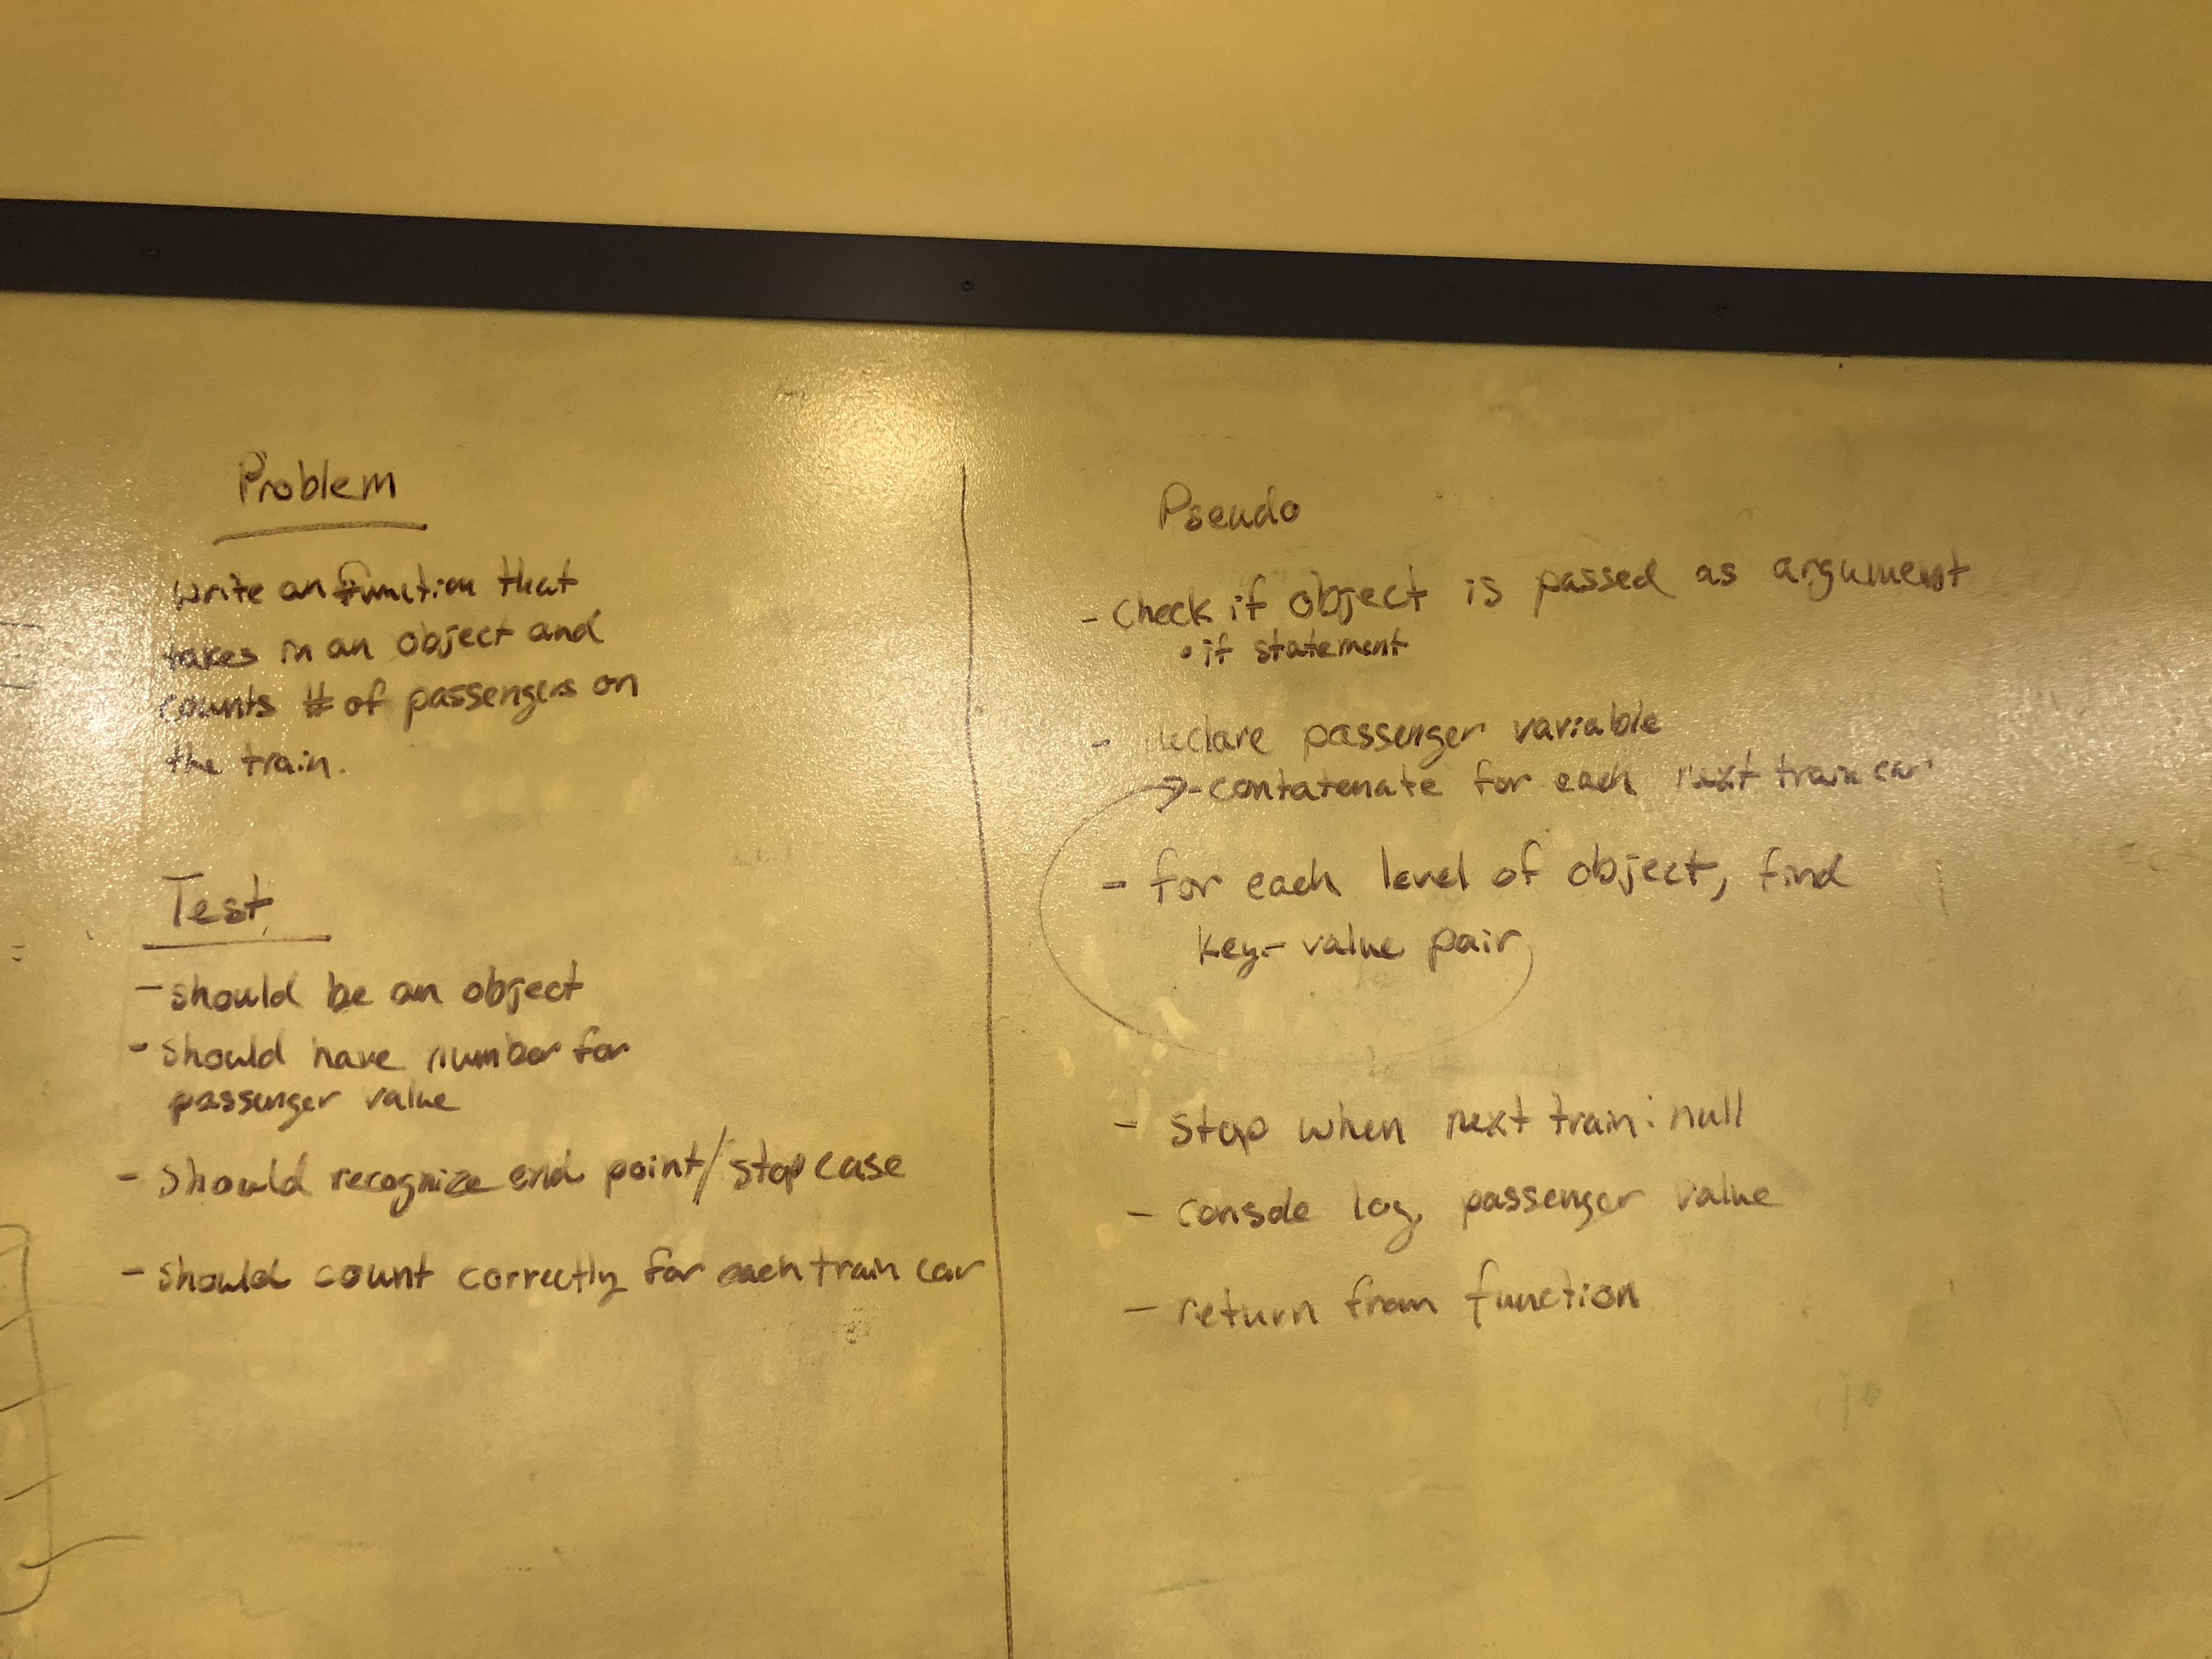 Problem
write an function that
takes in an object and
counts # of passengers on
the train.
Test
- should be an object
- should have number for
passenger value
- should recognize end point/stop case
- should count correctly for each train car
Pseudo
- Check if object is passed as argument
• if statement
- declare passenger variable
→ - contatenate for each next train car
- for each level of object, find
key-value pair
- stop when next train: null
- console log passenger value
- return from function